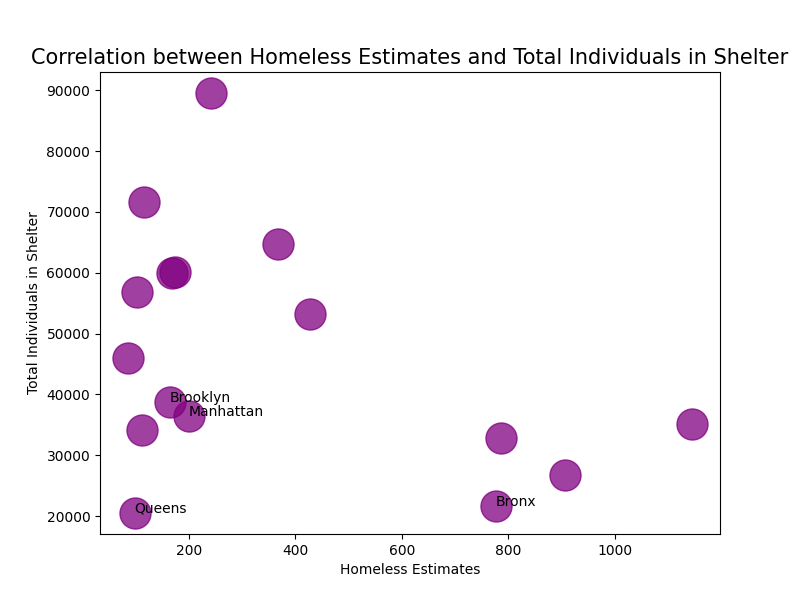 Correlation between Homeless Estimates and Total Individuals in Shelter
Total Individuals in Shelter
90000
80000
70000
60000
50000
40000
30000
20000
Brooklyn
Manhattan
Queens
Bronx
200
400
600
800
1000
Homeless Estimates